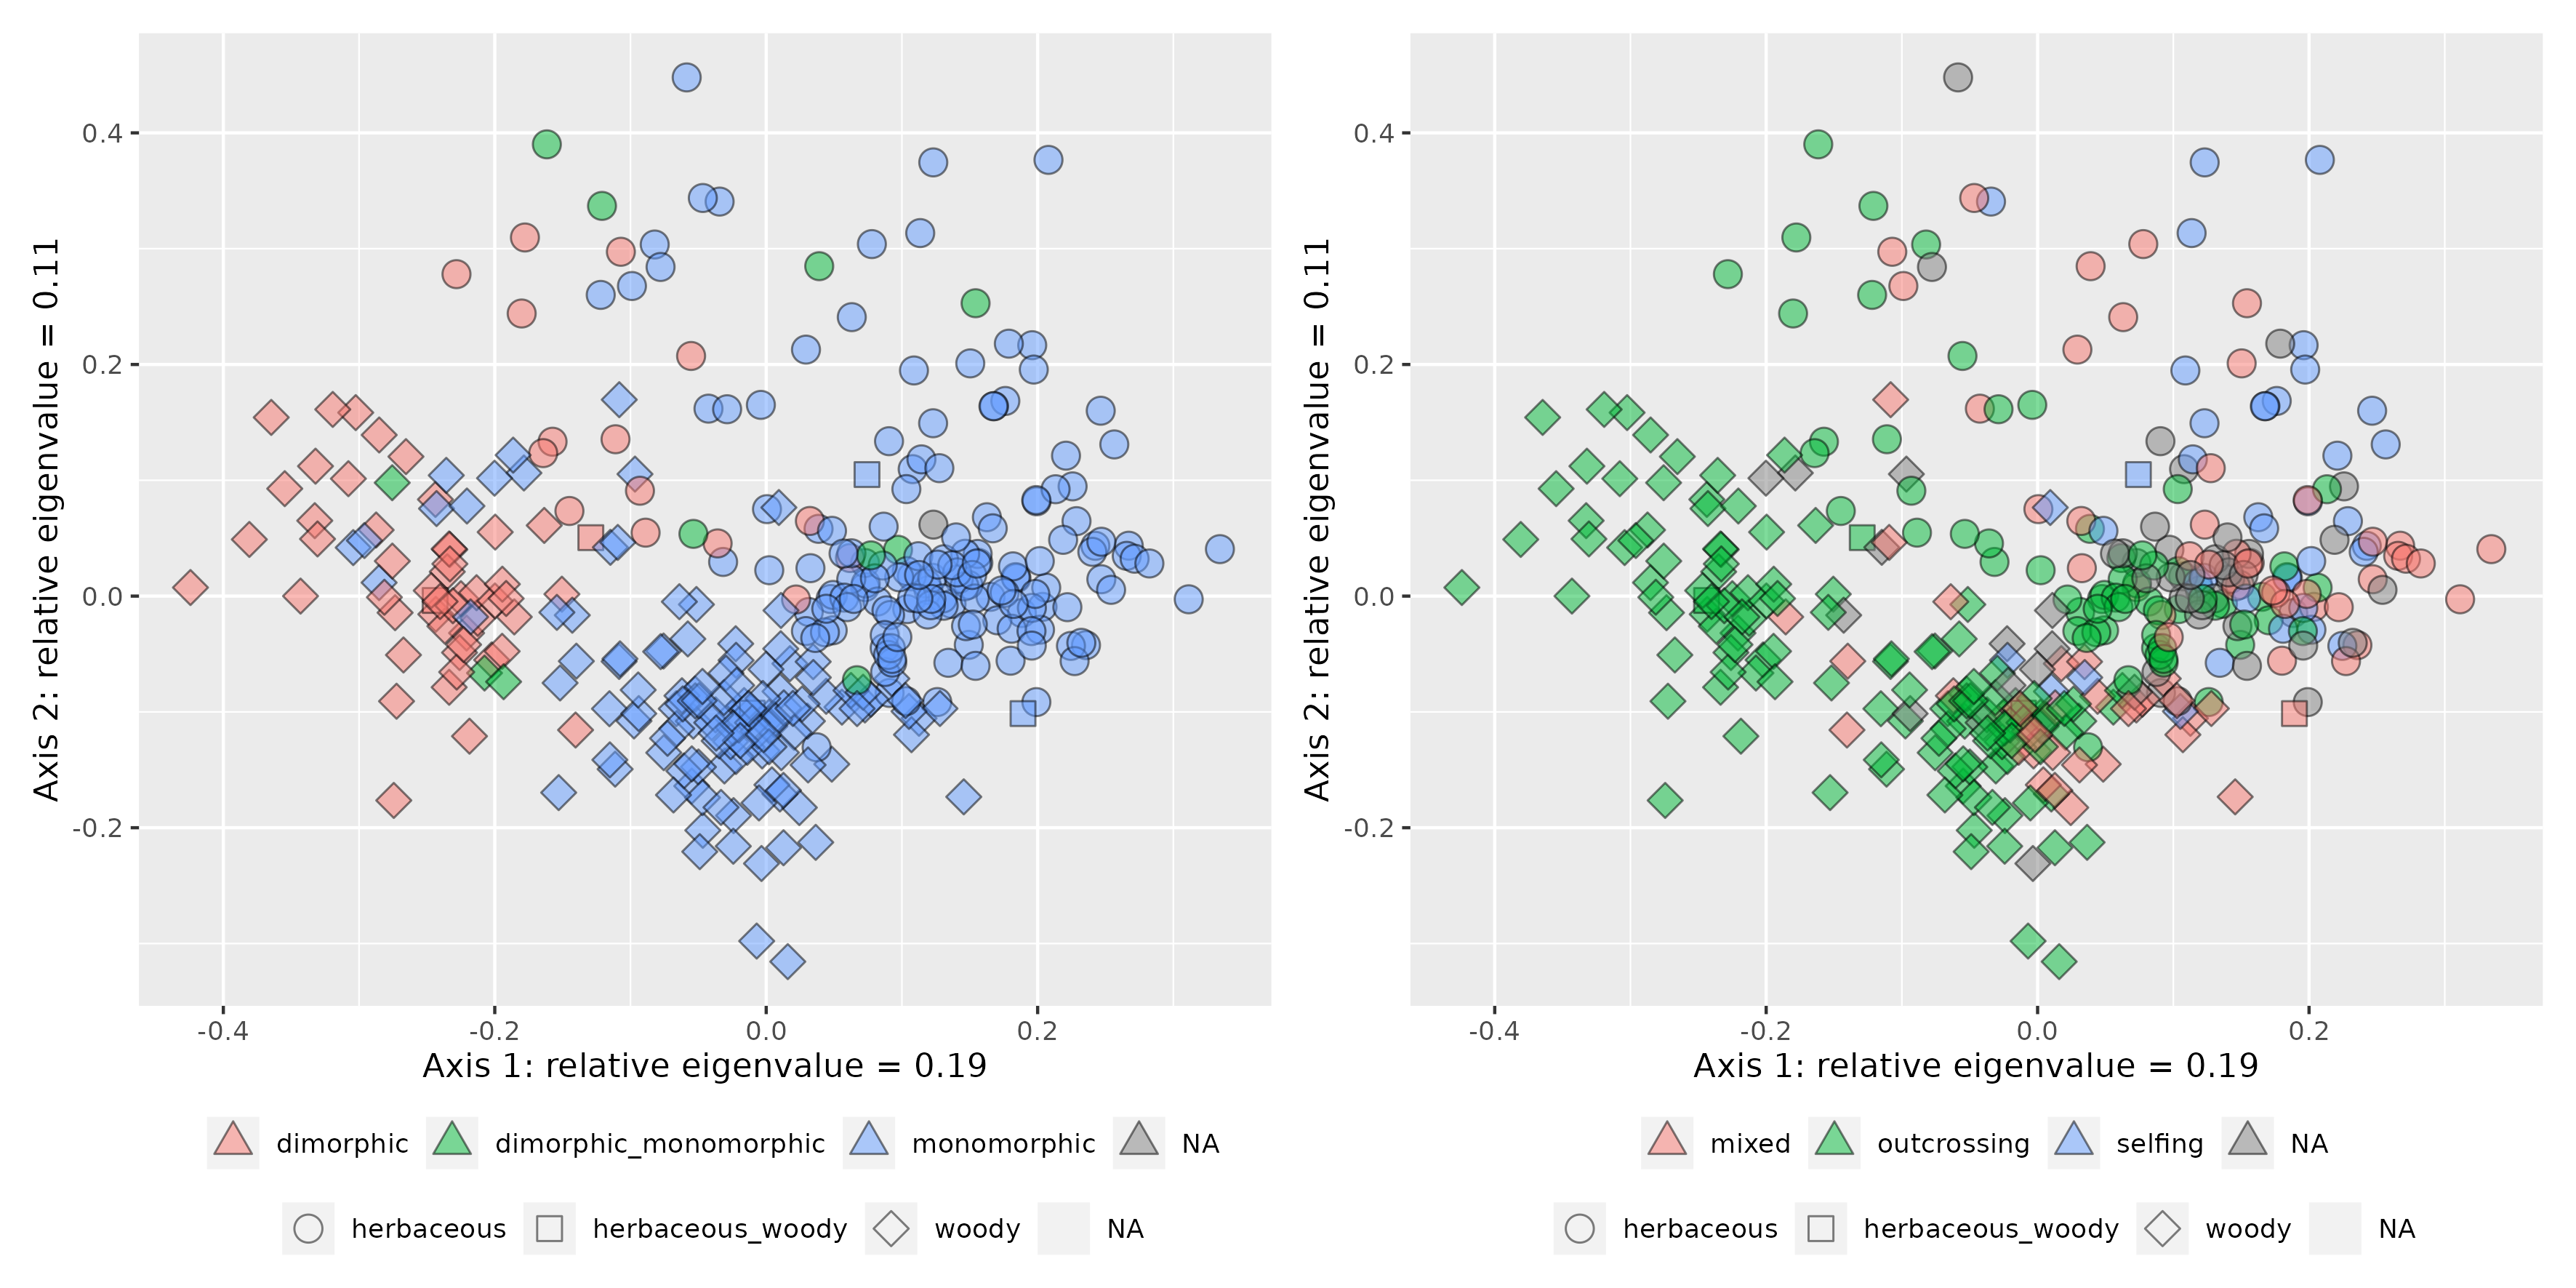 0.4
0.2
0.0
-0.2
Axis 2: relative eigenvalue = 0.11
-0.4
-0.2
0.0
0.2
Axis 1: relative eigenvalue = 0.19
dimorphic
dimorphic_monomorphic
monomorphic
NA
herbaceous
herbaceous_woody
woody
NA
0.4
0.2
0.0
-0.2
Axis 2: relative eigenvalue = 0.11
-0.4
-0.2
0.0
0.2
Axis 1: relative eigenvalue = 0.19
mixed
outcrossing
selfing
NA
herbaceous
herbaceous_woody
woody
NA